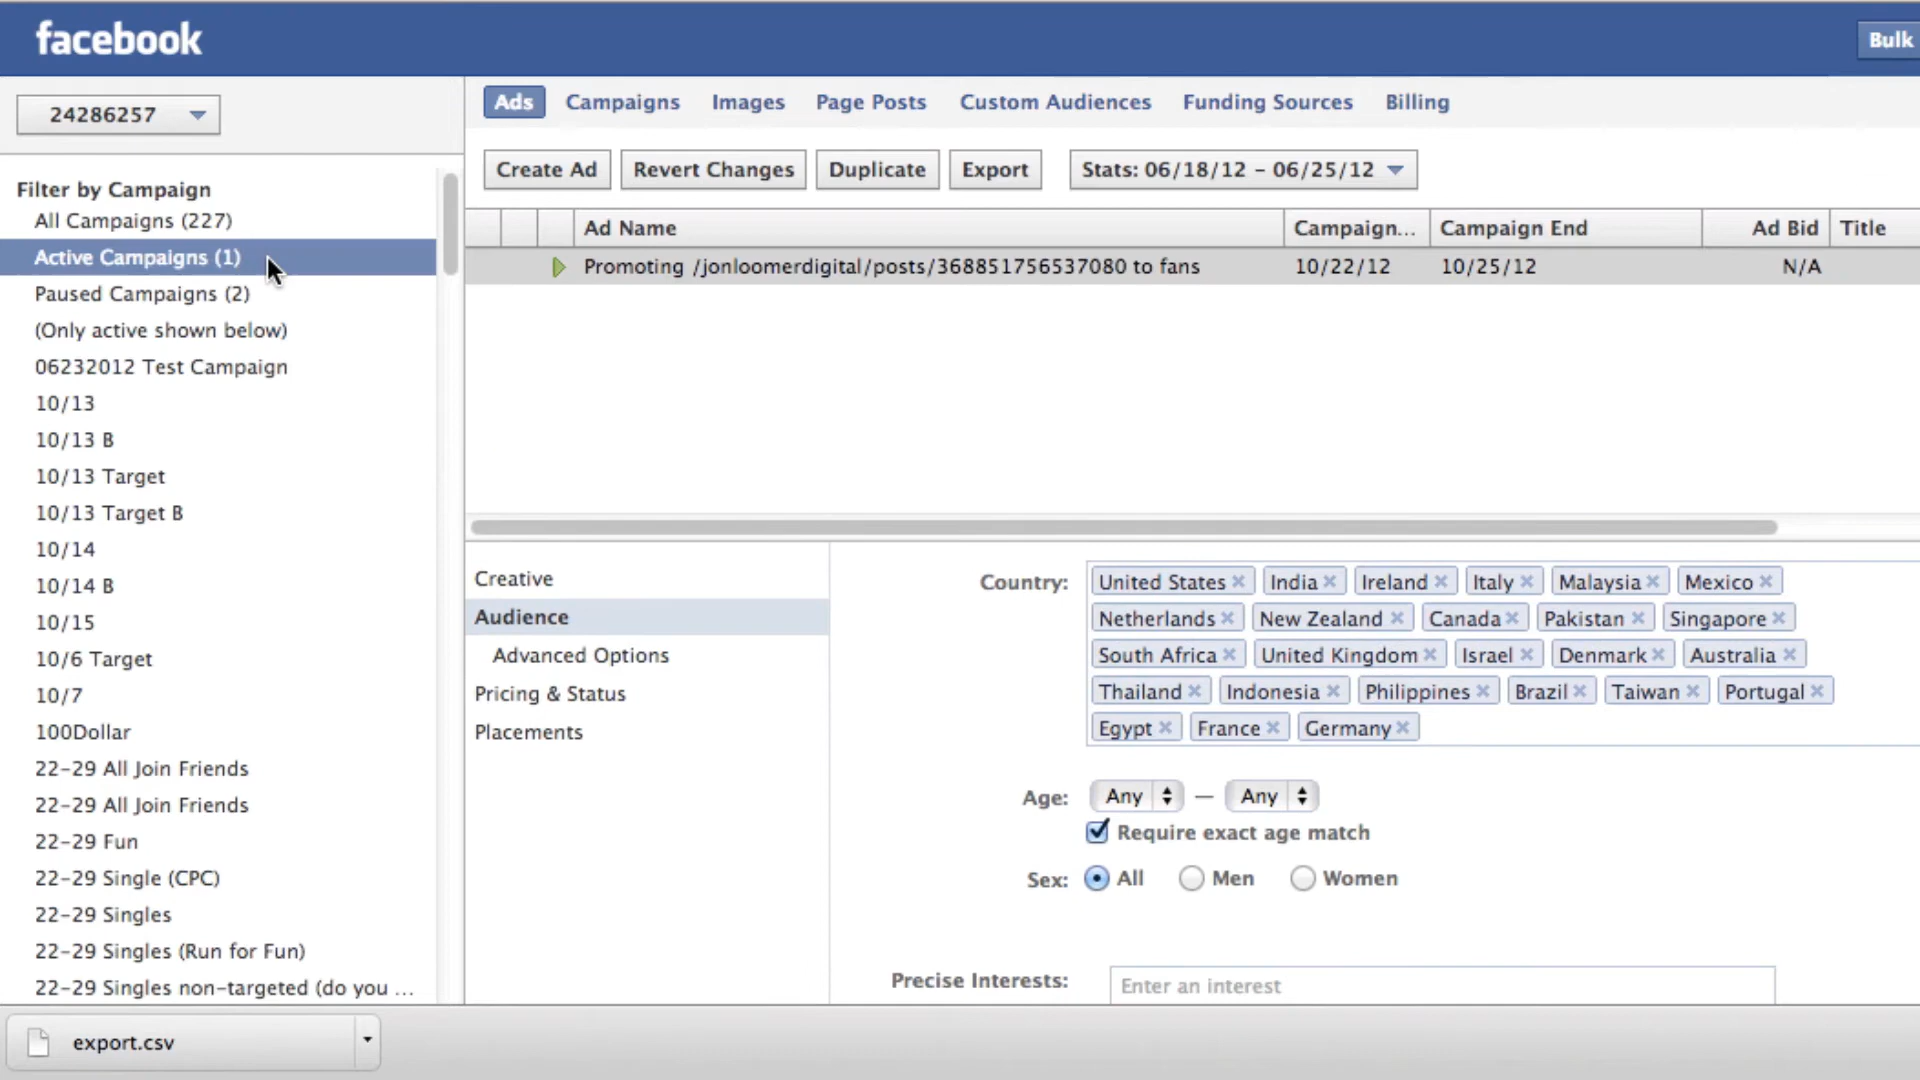 facebook
Bulk
24286257
Ads Campaigns Images Page Posts Custom Audiences Funding Sources Billing
Create Ad Revert Changes Duplicate Export Stats: 06/18/12 - 06/25/12
Filter by Campaign
All Campaigns (227)
Active Campaigns (1)
Paused Campaigns (2)
(Only active shown below)
06232012 Test Campaign
10/13
10/13 B
10/13 Target
10/13 Target B
10/14
10/14 B
10/15
10/6 Target
10/7
100Dollar
22-29 All Join Friends
22-29 All Join Friends
22-29 Fun
22-29 Single (CPC)
22-29 Singles
22-29 Singles (Run for Fun)
22-29 Singles non-targeted (do you ...
Ad Name Campaign... Campaign End Ad Bid Title
Promoting /jonloomerdigital/posts/368851756537080 to fans 10/22/12 10/25/12 N/A
Creative
Audience
Advanced Options
Pricing & Status
Placements
Country: United States India Ireland Italy Malaysia Mexico
Netherlands New Zealand Canada Pakistan Singapore
South Africa United Kingdom Israel Denmark Australia
Thailand Indonesia Philippines Brazil Taiwan Portugal
Egypt France Germany
Age: Any — Any
Require exact age match
Sex: All Men Women
Precise Interests: Enter an interest
export.csv